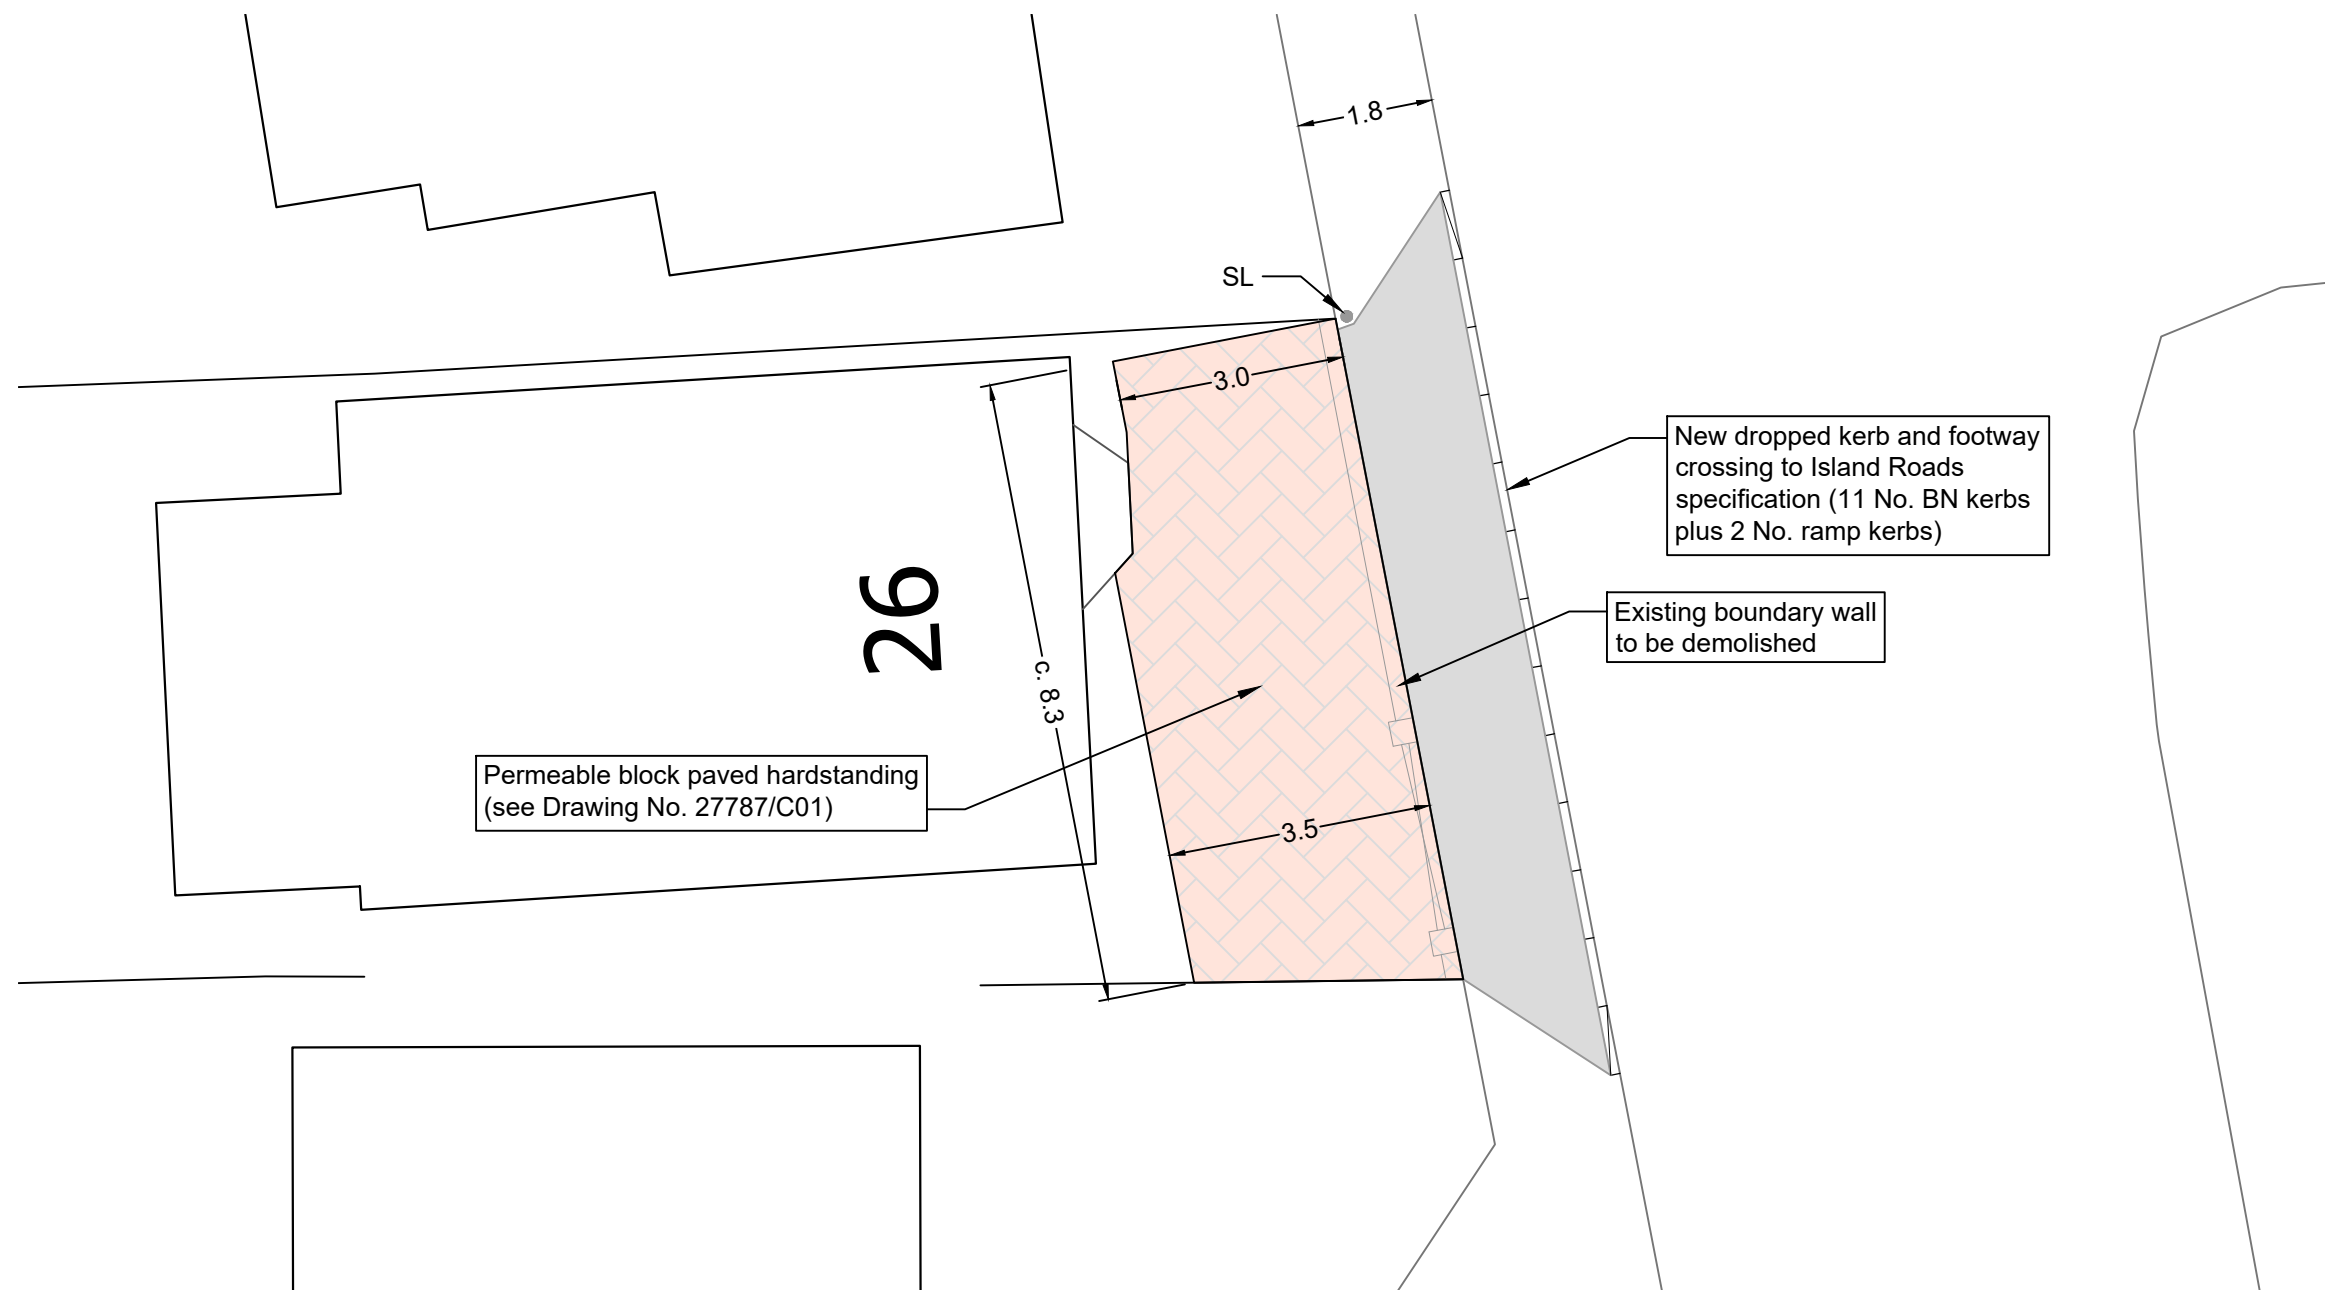 1.8
SL
3.0
New dropped kerb and footway
crossing to Island Roads
specification (11 No. BN kerbs
plus 2 No. ramp kerbs)
26
Existing boundary wall
to be demolished
c. 8.3
Permeable block paved hardstanding
(see Drawing No. 27787/C01)
3.5